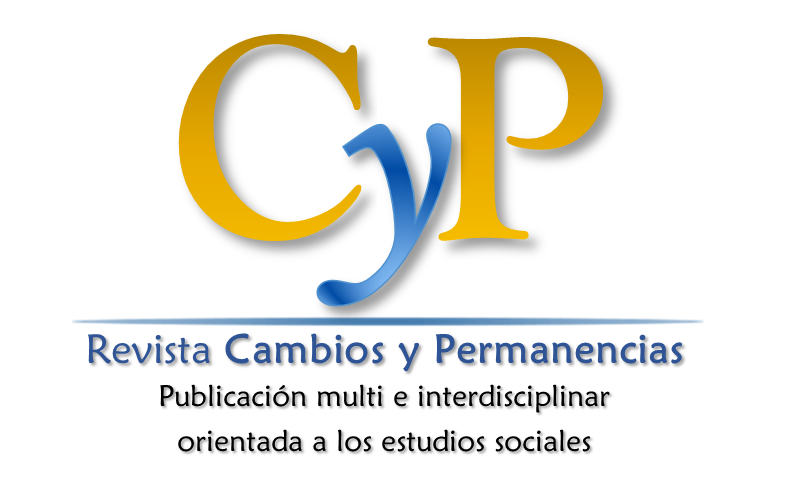 CyP
Revista Cambios y Permanencias
Publicación multi e interdisciplinar
orientada a los estudios sociales